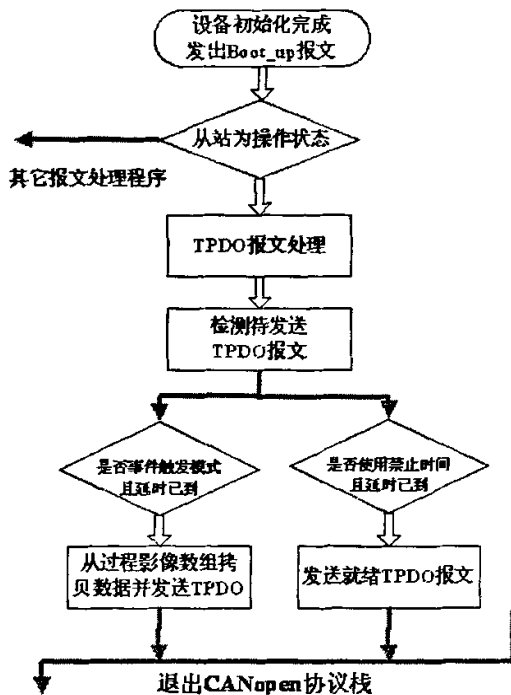 设备初始化完成
发出Boot_up报文
从站为操作状态
其它报文处理程序
TPDO报文处理
检测待发送
TPDO报文
是否事件触发模式
且延时已到
是否使用禁止时间
且延时已到
从过程影像数组拷
贝数据并发送TPDO
发送就绪TPDO报文
退出CANopen协议栈